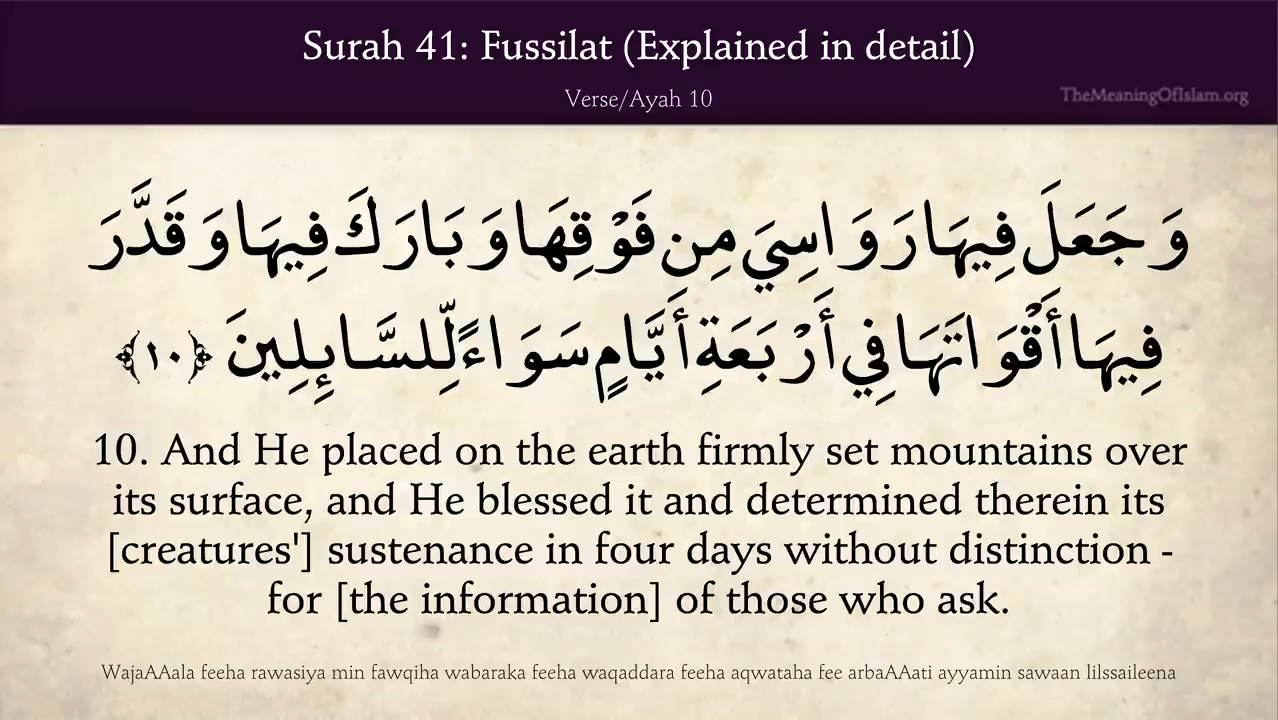 Surah 41: Fussilat (Explained in detail)
Verse/Ayah 10
TheMeaningOfIslam.org
وَجَعَلَ فِيهَا رَوَاسِيَ مِن فَوْقِهَا وَبَارَكَ فِيهَا وَقَدَّرَ
فِيهَا أَقْوَاتَهَا فِي أَرْبَعَةِ أَيَّامٍ سَوَاءً لِّلسَّائِلِينَ ﴿١٠﴾
10. And He placed on the earth firmly set mountains over
its surface, and He blessed it and determined therein its
[creatures'] sustenance in four days without distinction -
for [the information] of those who ask.
WajaAAala feeha rawasiya min fawqiha wabaraka feeha waqaddara feeha aqwataha fee arbaAAati ayyamin sawaan lilssaileena